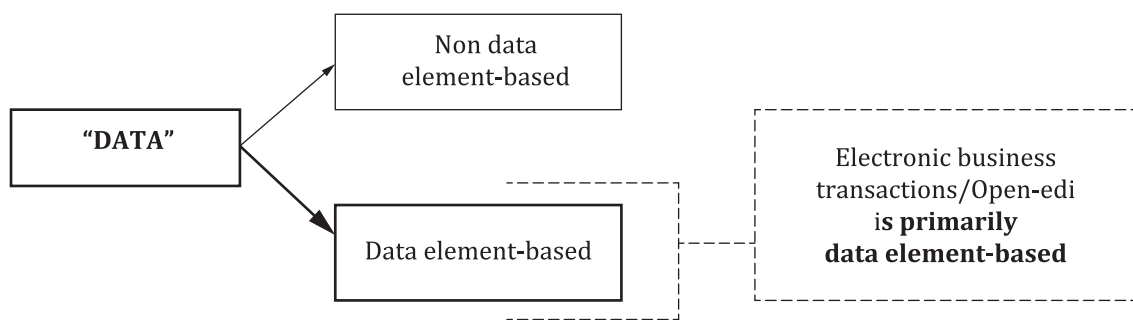 Non data
element-based
“DATA”
Data element-based
Electronic business
transactions/Open-edi
is primarily
data element-based